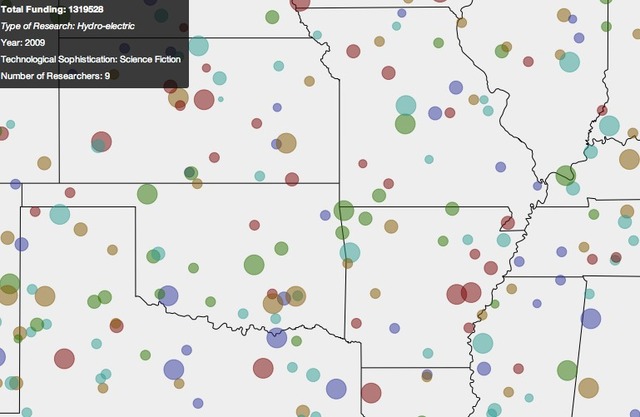 Total Funding: 1319528
Type of Research: Hydro-electric
Year: 2009
Technological Sophistication: Science Fiction
Number of Researchers: 9